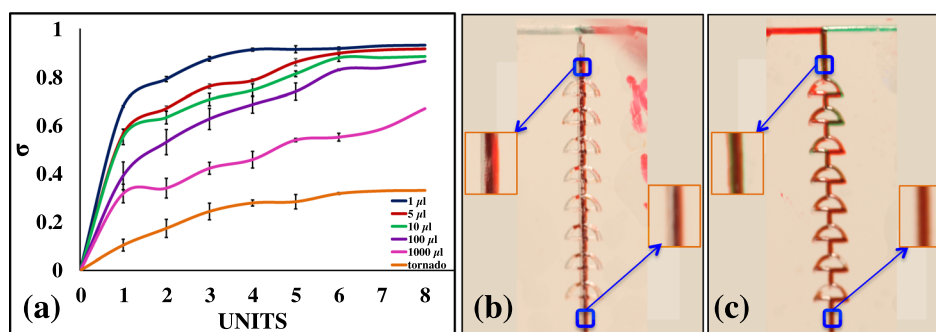 1
0.8
0.6
0.4
0.2
0
σ
0 1 2 3 4 5 6 7 8
UNITS
1 µl
5 µl
10 µl
100 µl
1000 µl
tornado
(a)
(b)
(c)